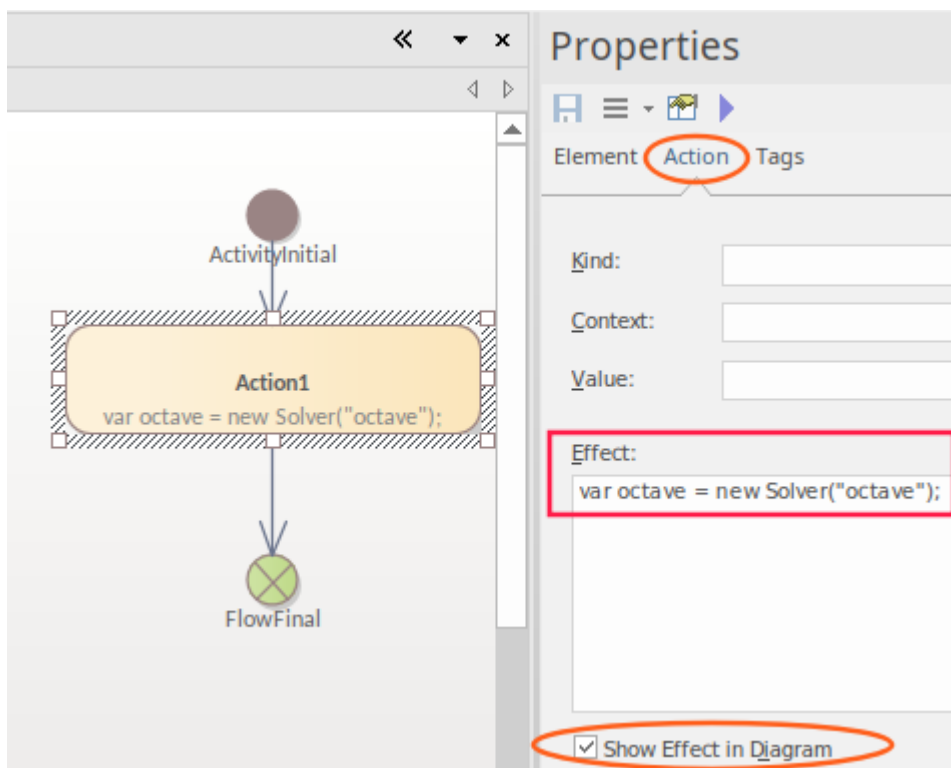 ActivityInitial
Action1
var octave = new Solver("octave");
FlowFinal
Properties
Element Action Tags
Kind:
Context:
Value:
Effect:
var octave = new Solver("octave");
Show Effect in Diagram